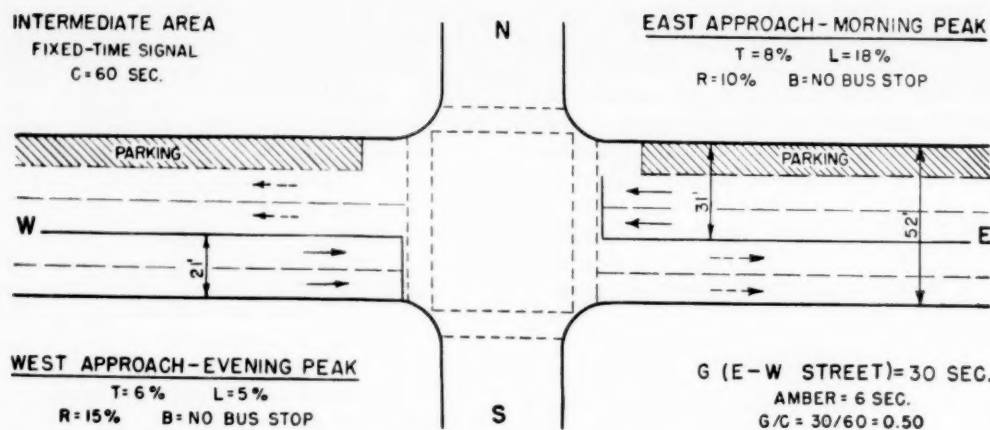 INTERMEDIATE AREA
FIXED-TIME SIGNAL
C=60 SEC.
N
EAST APPROACH-MORNING PEAK
T=8% L=18%
R=10% B=NO BUS STOP
PARKING
PARKING
W
E
31'
52'
21'
WEST APPROACH-EVENING PEAK
T=6% L=5%
R=15% B=NO BUS STOP
S
G (E-W STREET)=30 SEC.
AMBER=6 SEC.
G/C=30/60=0.50